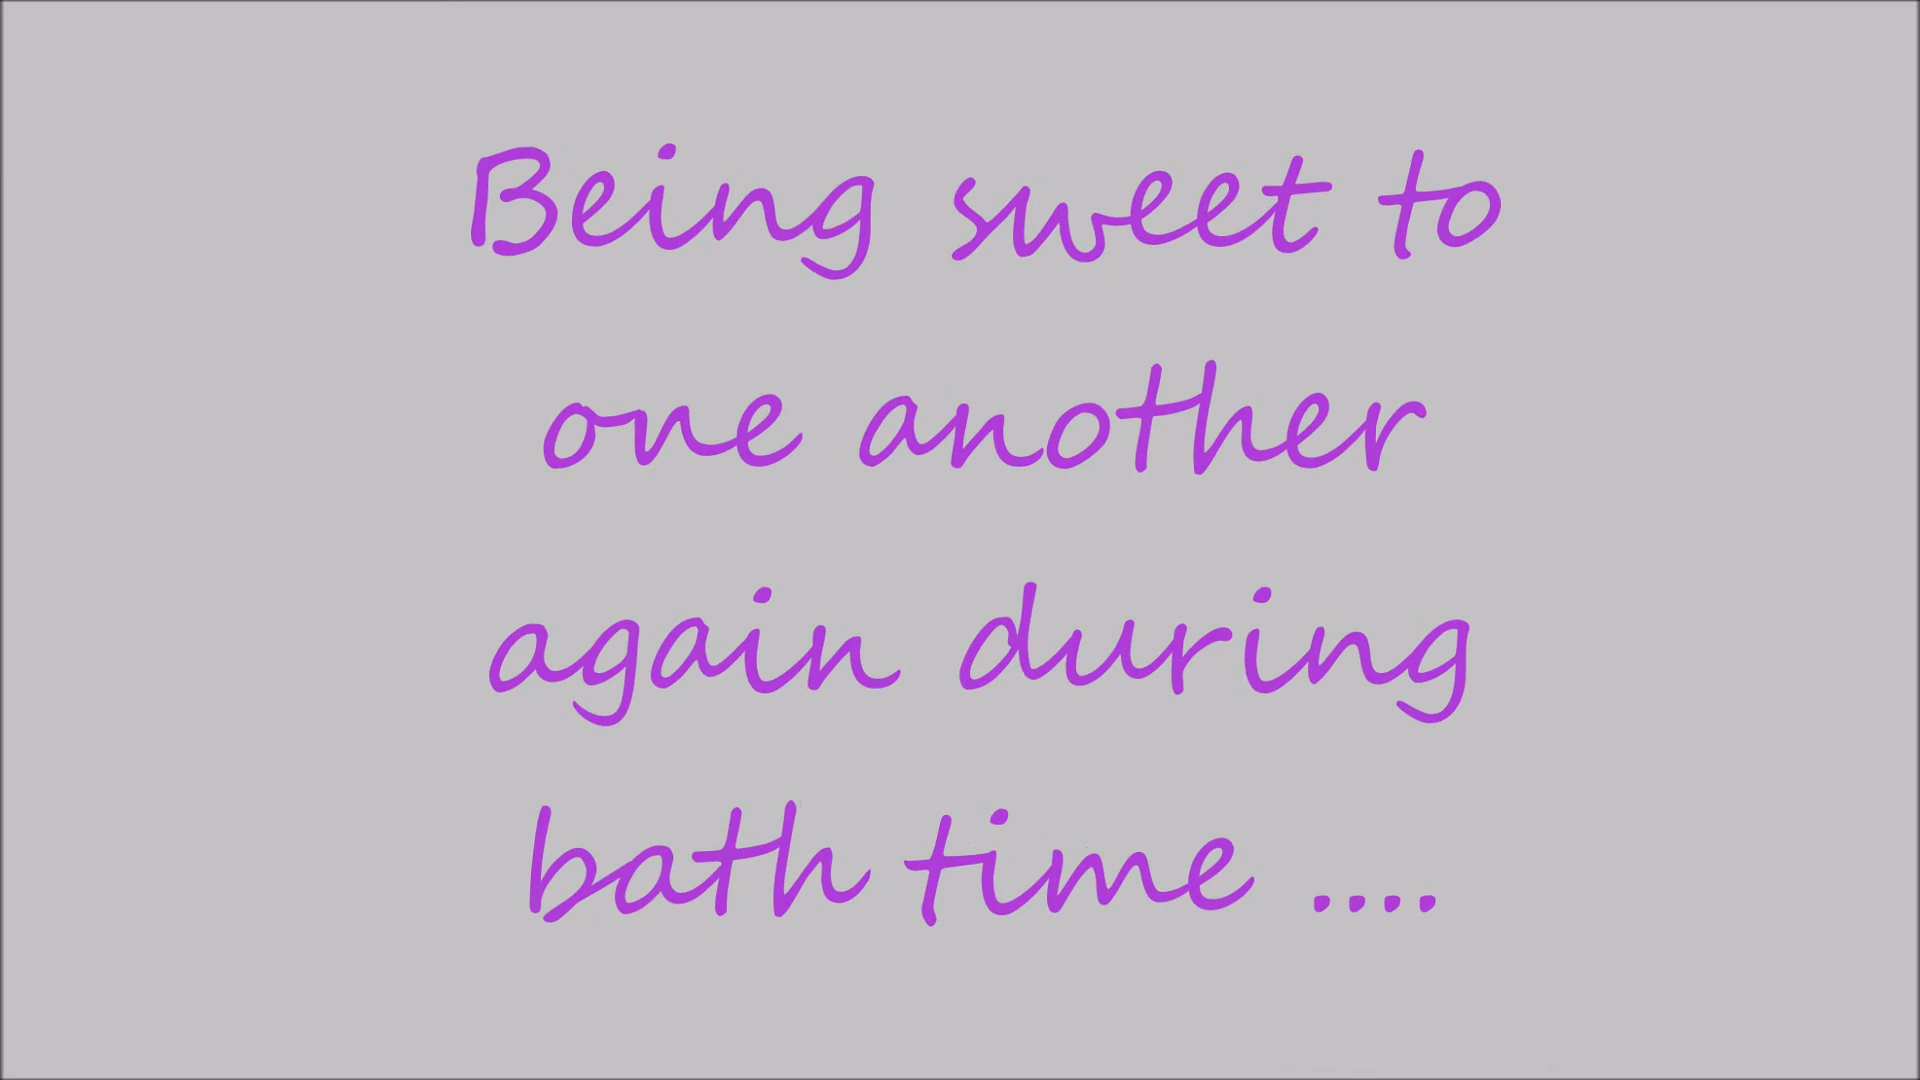 Being sweet to
one another
again during
bath time ....